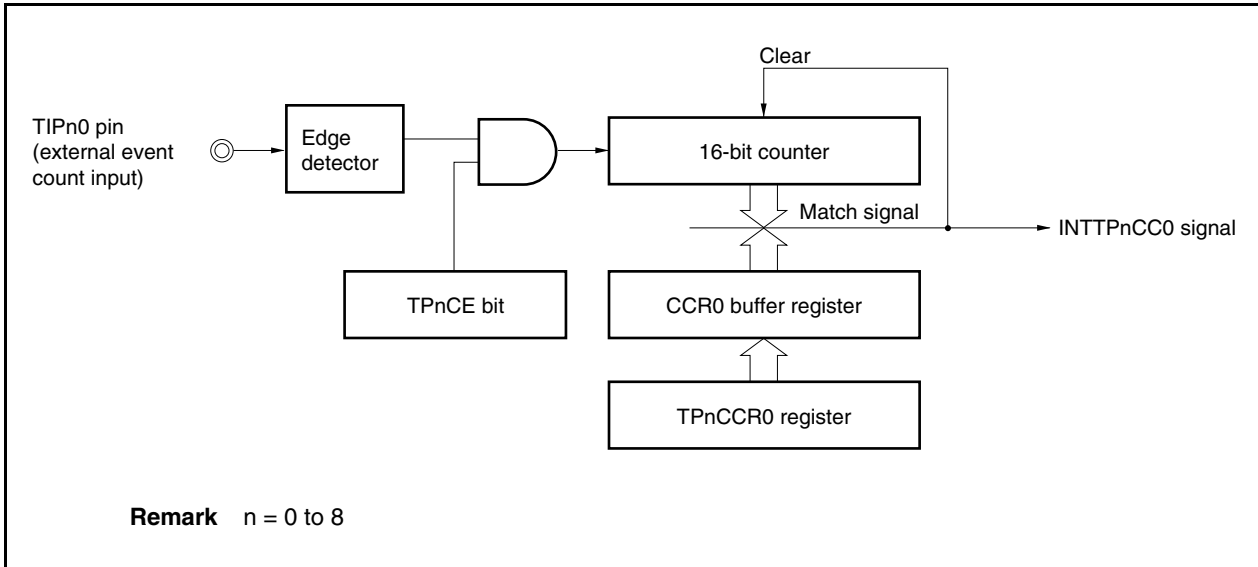 Clear
TIPn0 pin
(external event
count input)
Edge
detector
16-bit counter
Match signal
INTTPnCC0 signal
TPnCE bit
CCR0 buffer register
TPnCCR0 register
Remark n = 0 to 8